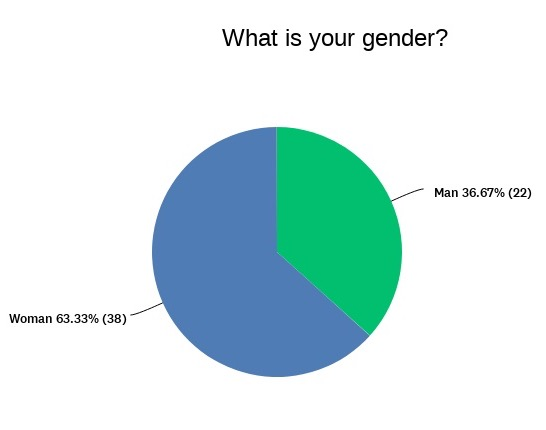 What is your gender?
Man 36.67% (22)
Woman 63.33% (38)